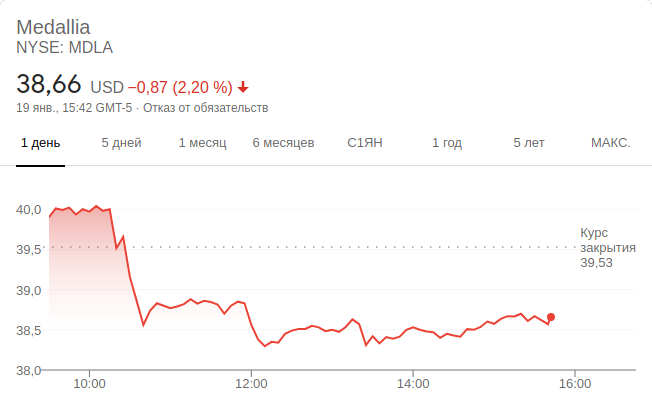 Medallia
NYSE: MDLA
38,66 USD −0,87 (2,20 %)
19 янв., 15:42 GMT-5 · Отказ от обязательств
1 день 5 дней 1 месяц 6 месяцев С1ЯН 1 год 5 лет МАКС.
40,0
39,5
39,0
38,5
38,0
Курс
закрытия
39,53
10:00 12:00 14:00 16:00